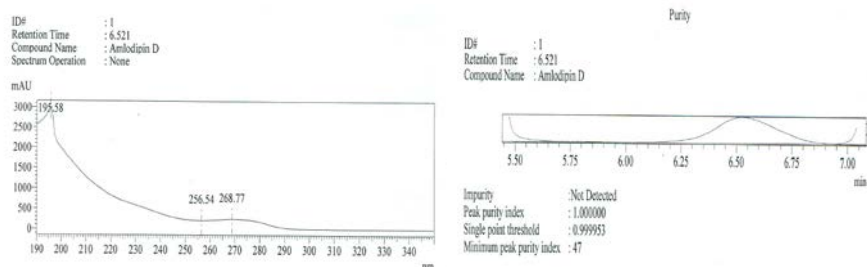 ID# : 1
Retention Time : 6.521
Compound Name : Amlodipin D
Spectrum Operation : None
mAU
3000
2500
2000
1500
1000
500
0
195.58
256.54
268.77
190 200 210 220 230 240 250 260 270 280 290 300 310 320 330 340
nm
Purity
ID# : 1
Retention Time : 6.521
Compound Name : Amlodipin D
5.50 5.75 6.00 6.25 6.50 6.75 7.00
min
Impurity : Not Detected
Peak purity index : 1.000000
Single point threshold : 0.999953
Minimum peak purity index : 47